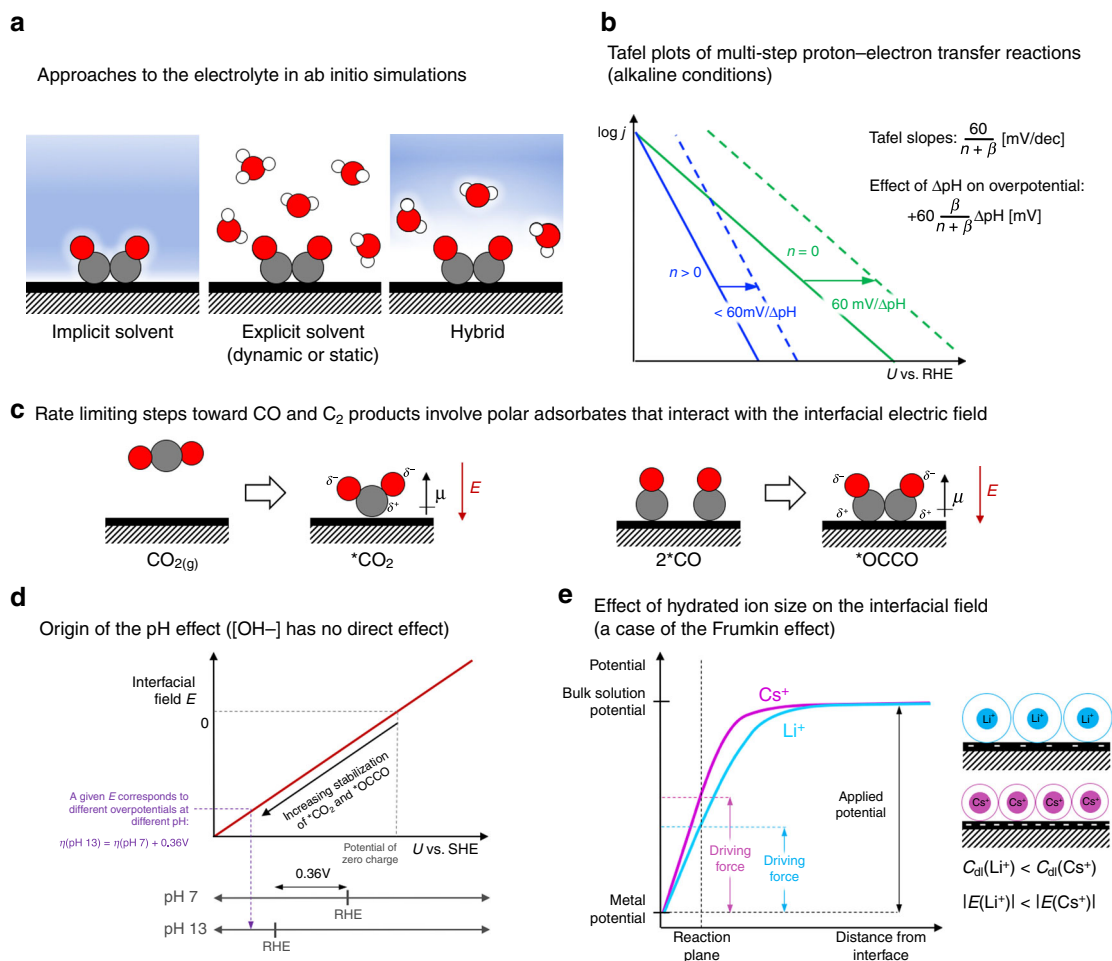 a
Approaches to the electrolyte in ab initio simulations
Implicit solvent
Explicit solvent
(dynamic or static)
Hybrid
b
Tafel plots of multi-step proton–electron transfer reactions
(alkaline conditions)
log j
Tafel slopes: 60/(n + β) [mV/dec]
Effect of ΔpH on overpotential:
+60 β/(n + β) ΔpH [mV]
n = 0
n > 0
< 60mV/ΔpH
60 mV/ΔpH
U vs. RHE
c
Rate limiting steps toward CO and C₂ products involve polar adsorbates that interact with the interfacial electric field
δ⁻
δ⁻
δ⁺
μ
E
CO₂(g)
*CO₂
δ⁻
δ⁻
δ⁺
δ⁺
μ
E
2*CO
*OCCO
d
Origin of the pH effect ([OH–] has no direct effect)
Interfacial
field E
0
Increasing stabilization
of *CO₂ and *OCCO
A given E corresponds to
different overpotentials at
different pH:
η(pH 13) = η(pH 7) + 0.36V
Potential of
zero charge
U vs. SHE
0.36V
pH 7
RHE
pH 13
RHE
e
Effect of hydrated ion size on the interfacial field
(a case of the Frumkin effect)
Potential
Bulk solution
potential
Cs⁺
Li⁺
Applied
potential
Driving
force
Driving
force
Metal
potential
Reaction
plane
Distance from
interface
Li⁺
Li⁺
Li⁺
Cs⁺
Cs⁺
Cs⁺
Cs⁺
C_dl(Li⁺) < C_dl(Cs⁺)
|E(Li⁺)| < |E(Cs⁺)|